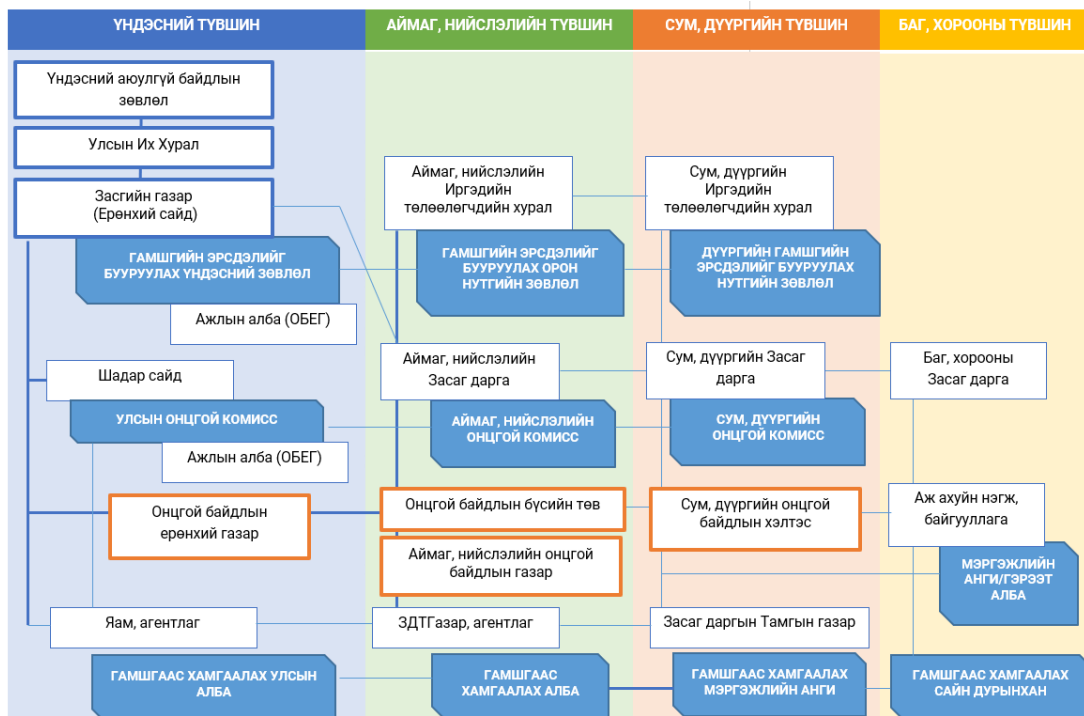 ҮНДЭСНИЙ ТҮВШИН
АЙМАГ, НИЙСЛЭЛИЙН ТҮВШИН
СУМ, ДҮҮРГИЙН ТҮВШИН
БАГ, ХОРООНЫ ТҮВШИН
Үндэсний аюулгүй байдлын
зөвлөл
Улсын Их Хурал
Засгийн газар
(Ерөнхий сайд)
Аймаг, нийслэлийн
Иргэдийн
төлөөлөгчдийн хурал
Сум, дүүргийн
Иргэдийн
төлөөлөгчдийн хурал
ГАМШГИЙН ЭРСДЭЛИЙГ
БУУРУУЛАХ ҮНДЭСНИЙ ЗӨВЛӨЛ
ГАМШГИЙН ЭРСДЭЛИЙГ
БУУРУУЛАХ ОРОН
НУТГИЙН ЗӨВЛӨЛ
ДҮҮРГИЙН ГАМШГИЙН
ЭРСДЭЛИЙГ БУУРУУЛАХ
НУТГИЙН ЗӨВЛӨЛ
Ажлын алба (ОБЕГ)
Шадар сайд
Аймаг, нийслэлийн
Засаг дарга
Сум, дүүргийн Засаг
дарга
Баг, хорооны
Засаг дарга
УЛСЫН ОНЦГОЙ КОМИСС
АЙМАГ, НИЙСЛЭЛИЙН
ОНЦГОЙ КОМИСС
СУМ, ДҮҮРГИЙН
ОНЦГОЙ КОМИСС
Ажлын алба (ОБЕГ)
Онцгой байдлын
ерөнхий газар
Онцгой байдлын бүсийн төв
Аймаг, нийслэлийн онцгой
байдлын газар
Сум, дүүргийн онцгой
байдлын хэлтэс
Аж ахуйн нэгж,
байгууллага
МЭРГЭЖЛИЙН
АНГИ/ГЭРЭЭТ
АЛБА
Яам, агентлаг
ЗДТГазар, агентлаг
Засаг даргын Тамгын газар
ГАМШГААС ХАМГААЛАХ УЛСЫН
АЛБА
ГАМШГААС
ХАМГААЛАХ АЛБА
ГАМШГААС ХАМГААЛАХ
МЭРГЭЖЛИЙН АНГИ
ГАМШГААС ХАМГААЛАХ
САЙН ДУРЫНХАН